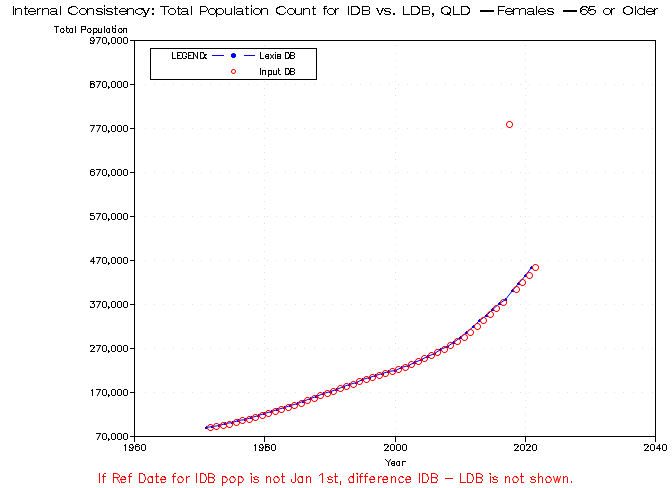 Internal Consistency: Total Population Count for IDB vs. LDB, QLD —Females —65 or Older
Total Population
970,000
870,000
770,000
670,000
570,000
470,000
370,000
270,000
170,000
70,000
LEGEND: Lexis DB
Input DB
1960 1980 2000 2020 2040
Year
If Ref Date for IDB pop is not Jan 1st, difference IDB – LDB is not shown.